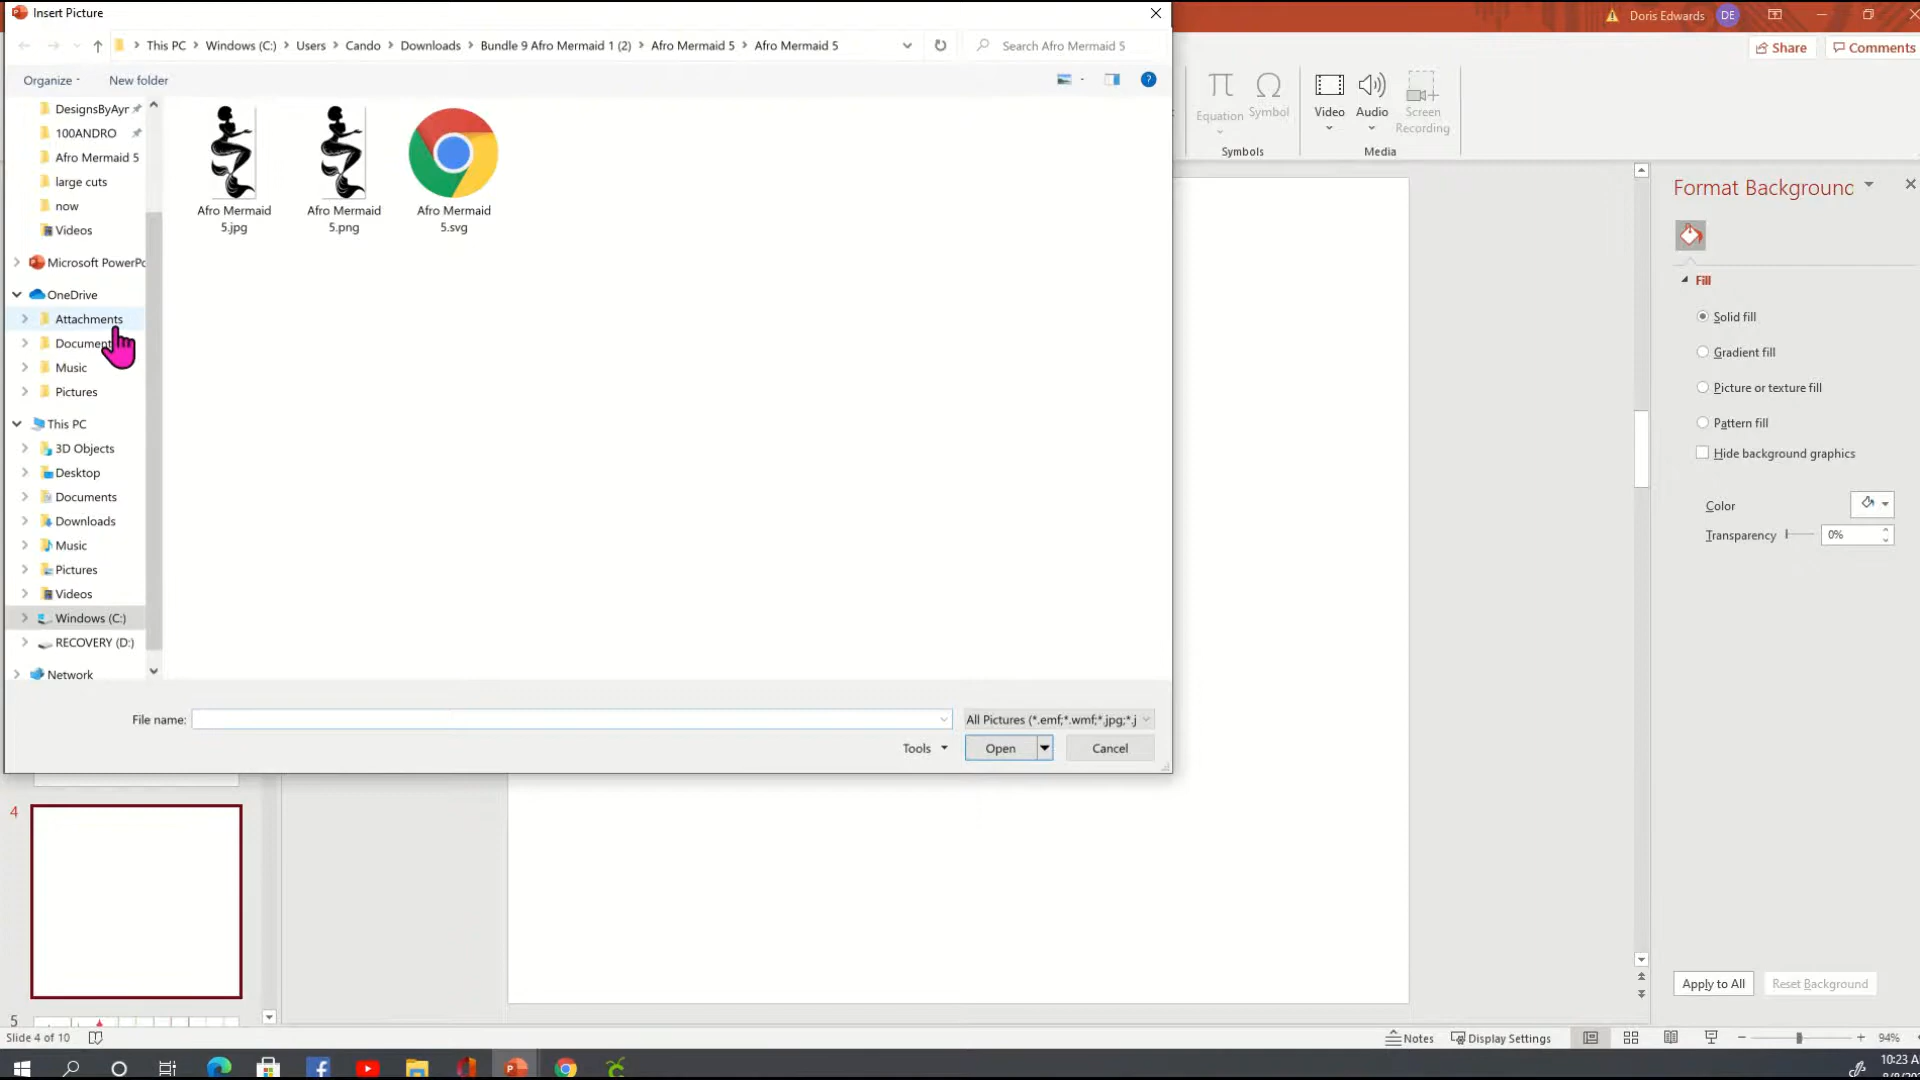 Insert Picture
Doris Edwards DE
This PC Windows (C:) Users Cando Downloads Bundle 9 Afro Mermaid 1 (2) Afro Mermaid 5 Afro Mermaid 5
Search Afro Mermaid 5
Share
Comments
Organize
New folder
DesignsByAyr
100ANDRO
Afro Mermaid 5
large cuts
now
Videos
Microsoft PowerPo
OneDrive
Attachments
Document
Music
Pictures
This PC
3D Objects
Desktop
Documents
Downloads
Music
Pictures
Videos
Windows (C:)
RECOVERY (D:)
Network
Afro Mermaid
5.jpg
Afro Mermaid
5.png
Afro Mermaid
5.svg
File name:
All Pictures (*.emf;*.wmf;*.jpg;*.j
Tools
Open
Cancel
Equation
Symbol
Symbols
Video
Audio
Screen
Recording
Media
Format Background
Fill
Solid fill
Gradient fill
Picture or texture fill
Pattern fill
Hide background graphics
Color
Transparency
0%
Apply to All
Reset Background
4
5
Slide 4 of 10
Notes
Display Settings
94%
10:23 A